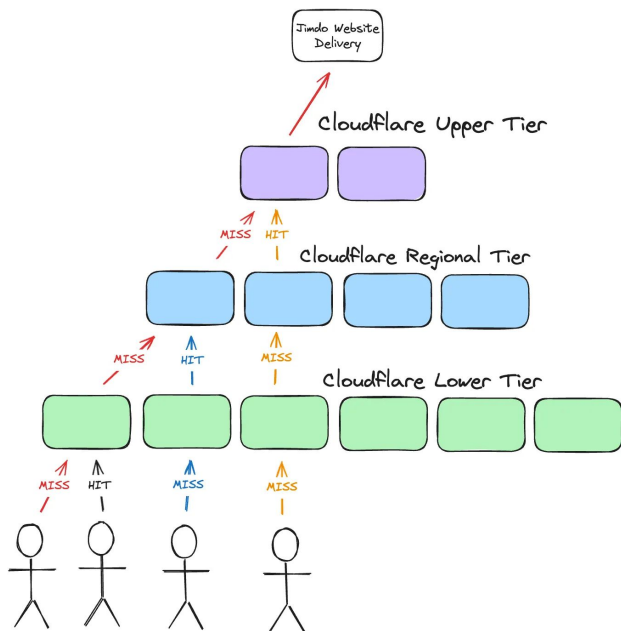 Jimdo Website
Delivery
Cloudflare Upper Tier
MISS
HIT
Cloudflare Regional Tier
MISS
HIT
MISS
Cloudflare Lower Tier
MISS
HIT
MISS
MISS